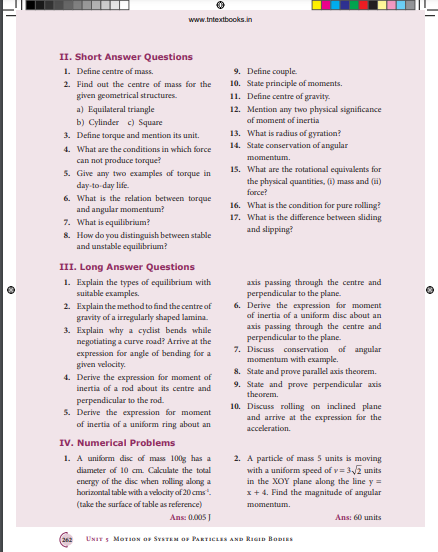 www.tntextbooks.in
II. Short Answer Questions
1. Define centre of mass.
2. Find out the centre of mass for the
given geometrical structures.
a) Equilateral triangle
b) Cylinder c) Square
3. Define torque and mention its unit.
4. What are the conditions in which force
can not produce torque?
5. Give any two examples of torque in
day-to-day life.
6. What is the relation between torque
and angular momentum?
7. What is equilibrium?
8. How do you distinguish between stable
and unstable equilibrium?
9. Define couple.
10. State principle of moments.
11. Define centre of gravity.
12. Mention any two physical significance
of moment of inertia
13. What is radius of gyration?
14. State conservation of angular
momentum.
15. What are the rotational equivalents for
the physical quantities, (i) mass and (ii)
force?
16. What is the condition for pure rolling?
17. What is the difference between sliding
and slipping?
III. Long Answer Questions
1. Explain the types of equilibrium with
suitable examples.
2. Explain the method to find the centre of
gravity of a irregularly shaped lamina.
3. Explain why a cyclist bends while
negotiating a curve road? Arrive at the
expression for angle of bending for a
given velocity.
4. Derive the expression for moment of
inertia of a rod about its centre and
perpendicular to the rod.
5. Derive the expression for moment
of inertia of a uniform ring about an
axis passing through the centre and
perpendicular to the plane.
6. Derive the expression for moment
of inertia of a uniform disc about an
axis passing through the centre and
perpendicular to the plane.
7. Discuss conservation of angular
momentum with example.
8. State and prove parallel axis theorem.
9. State and prove perpendicular axis
theorem.
10. Discuss rolling on inclined plane
and arrive at the expression for the
acceleration.
IV. Numerical Problems
1. A uniform disc of mass 100g has a
diameter of 10 cm. Calculate the total
energy of the disc when rolling along a
horizontal table with a velocity of 20 cms⁻¹.
(take the surface of table as reference)
Ans: 0.005 J
2. A particle of mass 5 units is moving
with a uniform speed of v = 3√2 units
in the XOY plane along the line y =
x + 4. Find the magnitude of angular
momentum.
Ans: 60 units
262 UNIT 5 MOTION OF SYSTEM OF PARTICLES AND RIGID BODIES